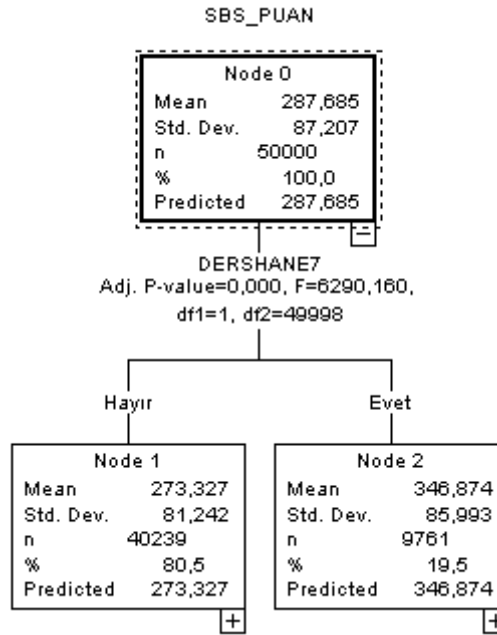 SBS_PUAN
Node 0
Mean 287,685
Std. Dev. 87,207
n 50000
% 100,0
Predicted 287,685
DERSHANE7
Adj. P-value=0,000, F=6290,160,
df1=1, df2=49998
Hayır
Evet
Node 1
Mean 273,327
Std. Dev. 81,242
n 40239
% 80,5
Predicted 273,327
Node 2
Mean 346,874
Std. Dev. 85,993
n 9761
% 19,5
Predicted 346,874